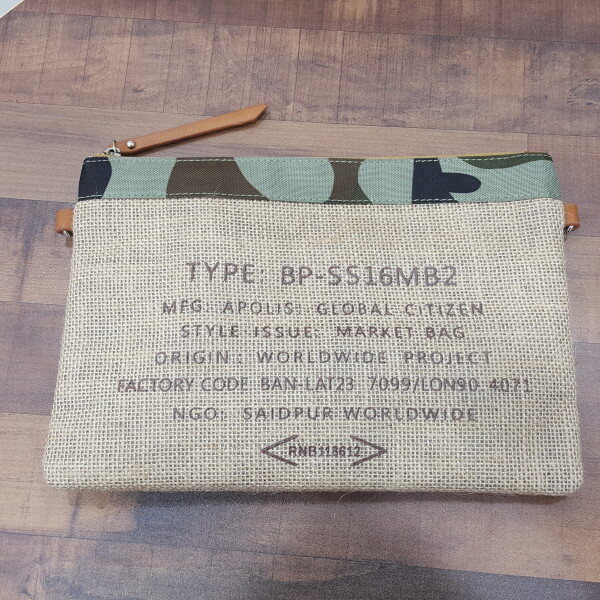 TYPE: BP-SS16MB2
MFG: APOLIS: GLOBAL CITIZEN
STYLE ISSUE: MARKET BAG
ORIGIN: WORLDWIDE PROJECT
FACTORY CODE BAN-LAT23 7099/LON90 4071
NGO: SAIDPUR WORLDWIDE
RNB118612